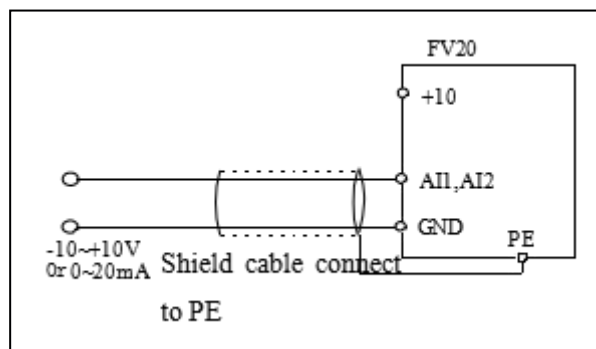 FV20
+10
AI1,AI2
GND
PE
-10~+10V
0r 0~20mA
Shield cable connect
to PE